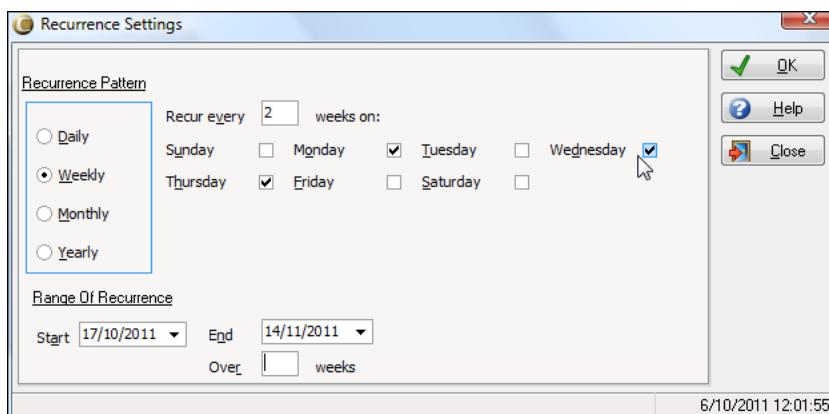 Recurrence Settings
OK
Recurrence Pattern
Help
Recur every 2 weeks on:
Daily
Sunday Monday Tuesday Wednesday
Close
Weekly
Thursday Friday Saturday
Monthly
Yearly
Range Of Recurrence
Start 17/10/2011 End 14/11/2011
Over weeks
6/10/2011 12:01:55